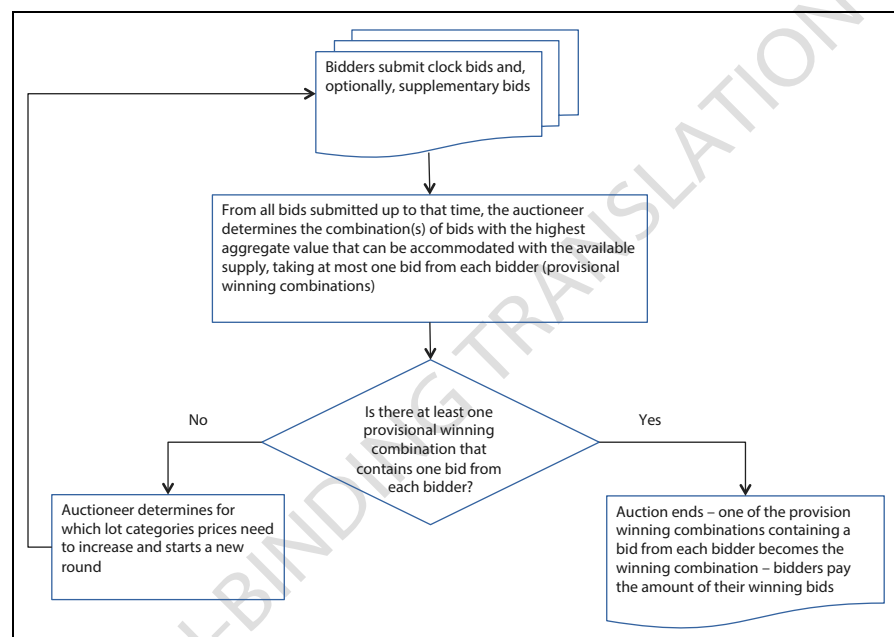 Bidders submit clock bids and,
optionally, supplementary bids
From all bids submitted up to that time, the auctioneer
determines the combination(s) of bids with the highest
aggregate value that can be accommodated with the available
supply, taking at most one bid from each bidder (provisional
winning combinations)
Is there at least one
provisional winning
combination that
contains one bid from
each bidder?
No
Yes
Auctioneer determines for
which lot categories prices need
to increase and starts a new
round
Auction ends – one of the provision
winning combinations containing a
bid from each bidder becomes the
winning combination – bidders pay
the amount of their winning bids
-BINDING TRANSLATION